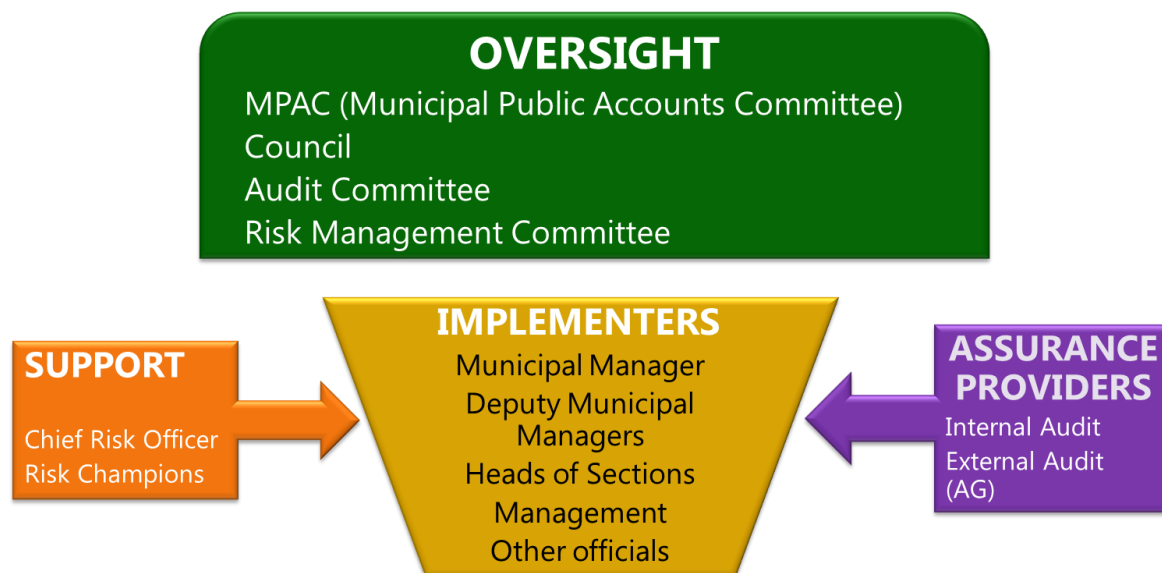 OVERSIGHT
MPAC (Municipal Public Accounts Committee)
Council
Audit Committee
Risk Management Committee
SUPPORT
Chief Risk Officer
Risk Champions
IMPLEMENTERS
Municipal Manager
Deputy Municipal
Managers
Heads of Sections
Management
Other officials
ASSURANCE
PROVIDERS
Internal Audit
External Audit
(AG)